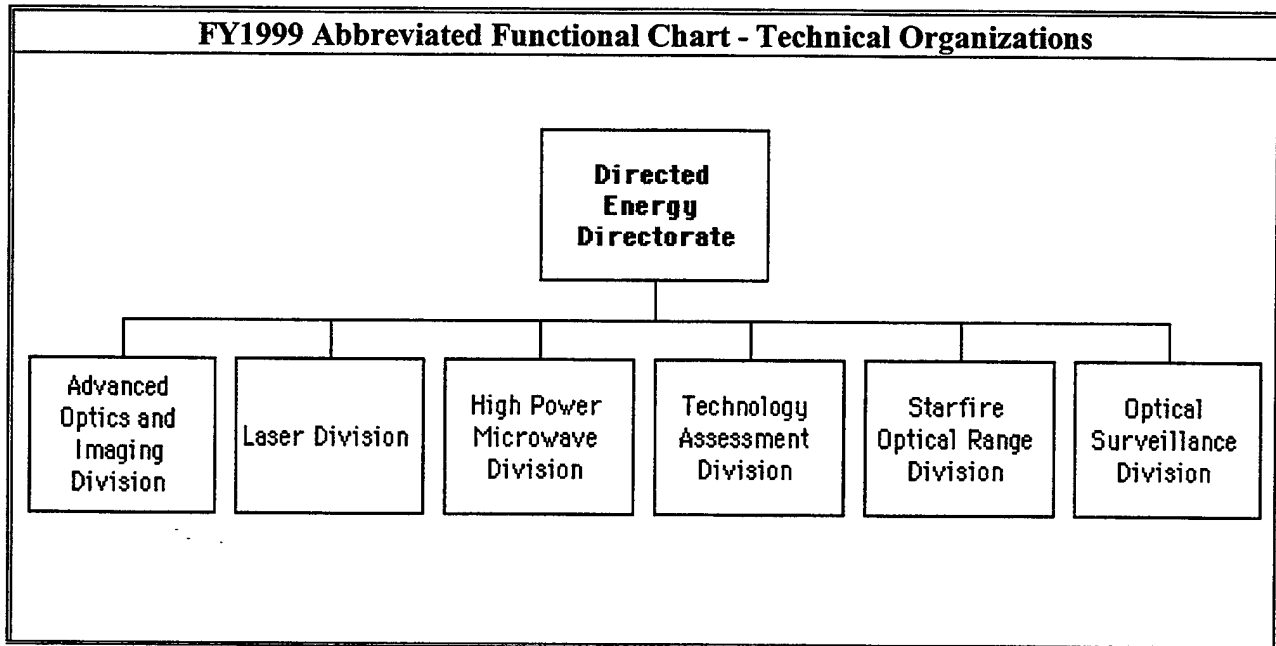 FY1999 Abbreviated Functional Chart - Technical Organizations
Directed
Energy
Directorate
Advanced
Optics and
Imaging
Division
Laser Division
High Power
Microwave
Division
Technology
Assessment
Division
Starfire
Optical Range
Division
Optical
Surveillance
Division